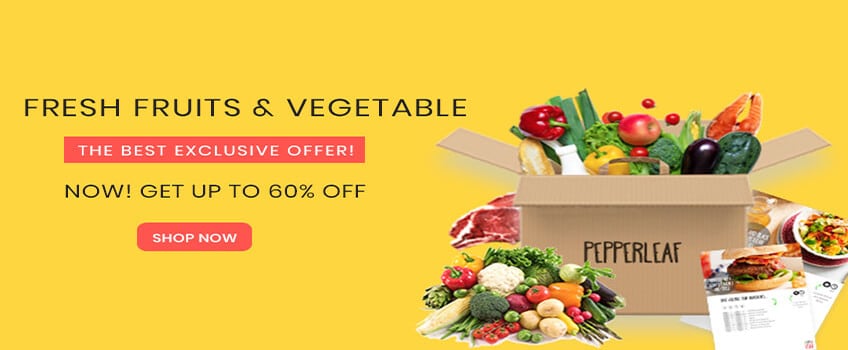 FRESH FRUITS & VEGETABLE
THE BEST EXCLUSIVE OFFER!
NOW! GET UP TO 60% OFF
SHOP NOW
PEPPERLEAF